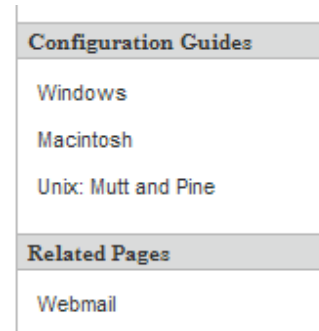 Configuration Guides
Windows
Macintosh
Unix: Mutt and Pine
Related Pages
Webmail